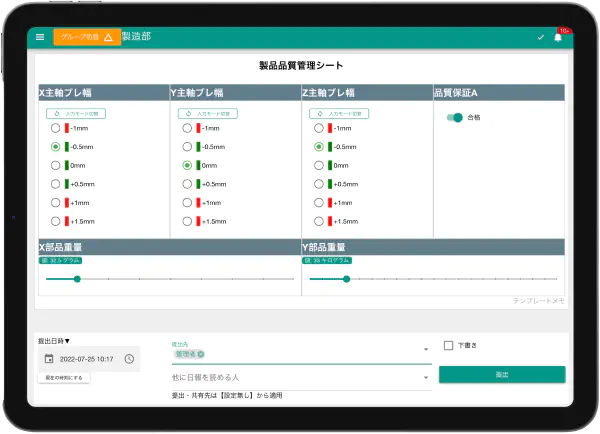 グループ切替 製造部 10+
製品品質管理シート
X主軸ブレ幅 Y主軸ブレ幅 Z主軸ブレ幅 品質保証A
入力モード切替 入力モード切替 入力モード切替
-1mm -1mm -1mm 合格
-0.5mm -0.5mm -0.5mm
0mm 0mm 0mm
+0.5mm +0.5mm +0.5mm
+1mm +1mm +1mm
+1.5mm +1.5mm +1.5mm
X部品重量 Y部品重量
値: 32.5 グラム 値: 33 キログラム
テンプレートメモ
提出日時▼ 提出先 下書き
管理者
2022-07-25 10:17 提出
現在の時刻にする 他に日報を読める人
提出・共有先は【設定無し】から適用